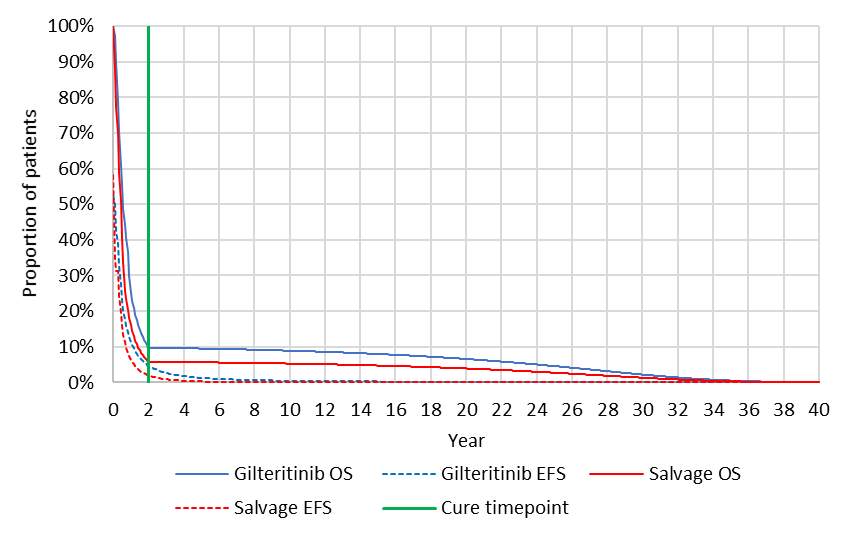 100%
90%
80%
70%
60%
50%
40%
30%
20%
10%
0%
Proportion of patients
0 2 4 6 8 10 12 14 16 18 20 22 24 26 28 30 32 34 36 38 40
Year
Gilteritinib OS Gilteritinib EFS Salvage OS
Salvage EFS Cure timepoint